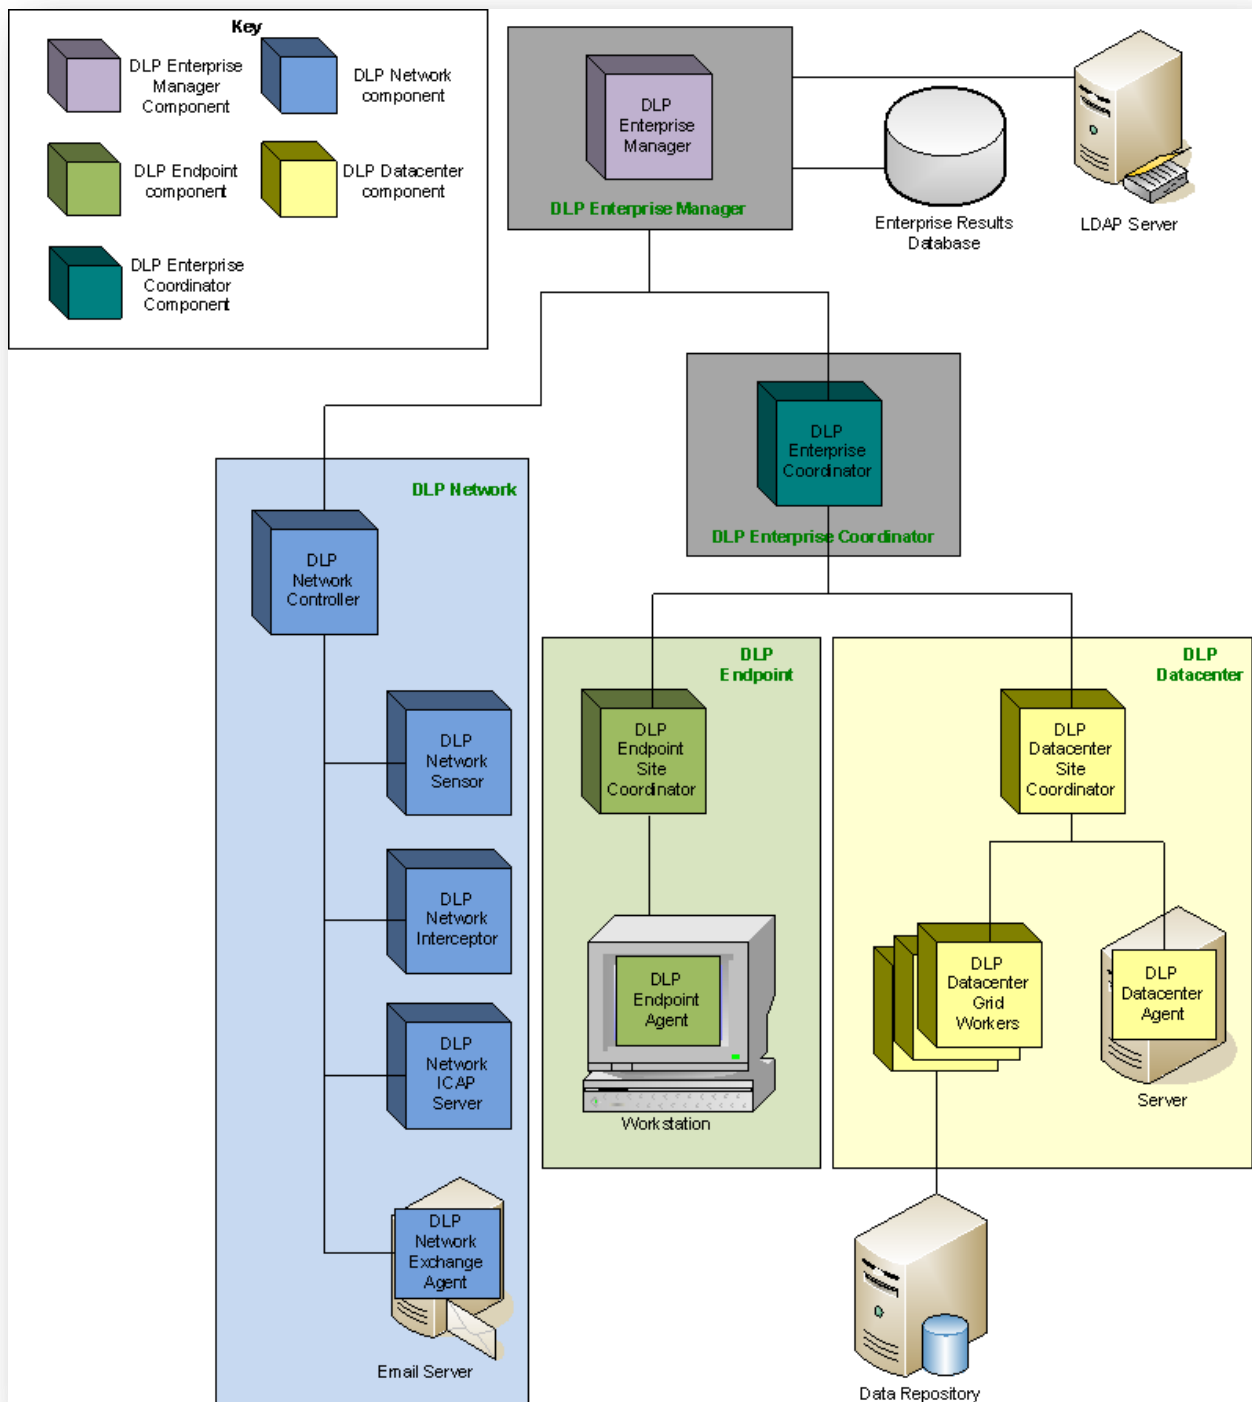 Key
DLP Enterprise
Manager
Component
DLP Network
component
DLP Endpoint
component
DLP Datacenter
component
DLP Enterprise
Coordinator
Component
DLP
Enterprise
Manager
DLP Enterprise Manager
Enterprise Results
Database
LDAP Server
DLP
Enterprise
Coordinator
DLP Enterprise Coordinator
DLP Network
DLP
Network
Controller
DLP
Network
Sensor
DLP
Network
Interceptor
DLP
Network
ICAP
Server
DLP
Network
Exchange
Agent
Email Server
DLP
Endpoint
DLP
Endpoint
Site
Coordinator
DLP
Endpoint
Agent
Workstation
DLP
Datacenter
DLP
Datacenter
Site
Coordinator
DLP
Datacenter
Grid
Workers
DLP
Datacenter
Agent
Server
Data Repository